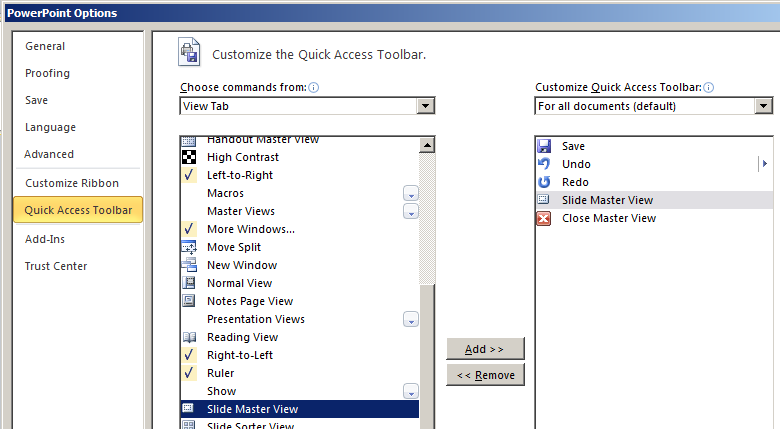 PowerPoint Options
General
Proofing
Save
Language
Advanced
Customize Ribbon
Quick Access Toolbar
Add-Ins
Trust Center
Customize the Quick Access Toolbar.
Choose commands from:
View Tab
Handout Master View
High Contrast
Left-to-Right
Macros
Master Views
More Windows...
Move Split
New Window
Normal View
Notes Page View
Presentation Views
Reading View
Right-to-Left
Ruler
Show
Slide Master View
Slide Sorter View
Add >>
<< Remove
Customize Quick Access Toolbar:
For all documents (default)
Save
Undo
Redo
Slide Master View
Close Master View